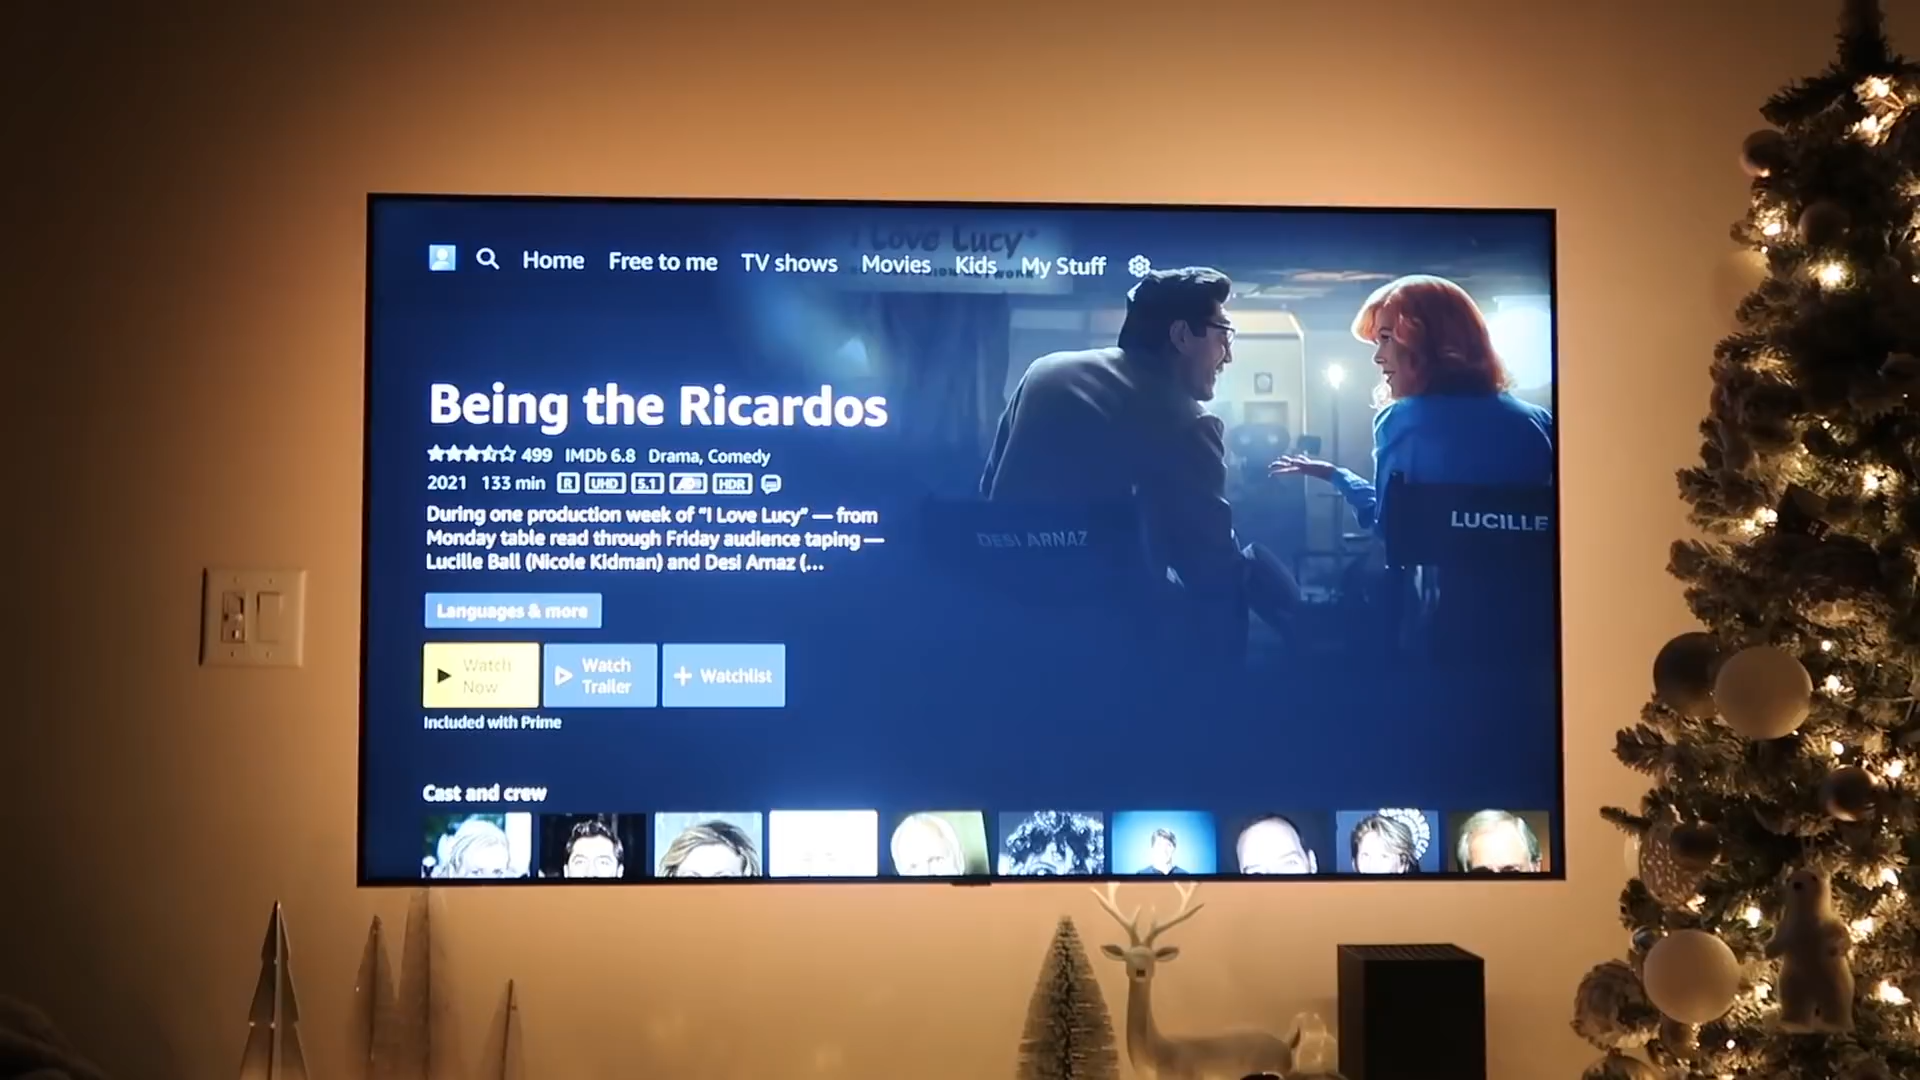 I Love Lucy
Home Free to me TV shows Movies Kids My Stuff
Being the Ricardos
499 IMDb 6.8 Drama, Comedy
2021 133 min R UHD 5.1 HDR
During one production week of "I Love Lucy" — from
Monday table read through Friday audience taping —
Lucille Ball (Nicole Kidman) and Desi Arnaz (...
DESI ARNAZ
LUCILLE
Languages & more
Watch
Now
Watch
Trailer
+ Watchlist
Included with Prime
Cast and crew